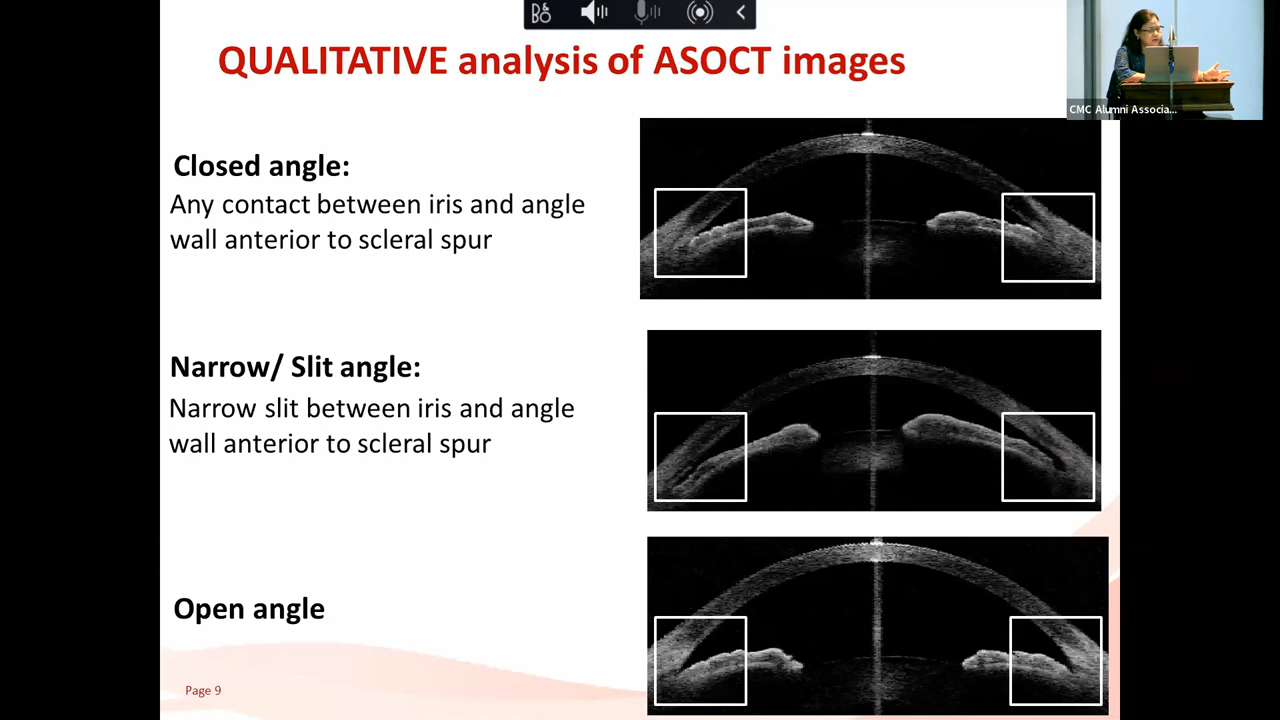 QUALITATIVE analysis of ASOCT images
CMC Alumni Associa...
Closed angle:
Any contact between iris and angle
wall anterior to scleral spur
Narrow/ Slit angle:
Narrow slit between iris and angle
wall anterior to scleral spur
Open angle
Page 9